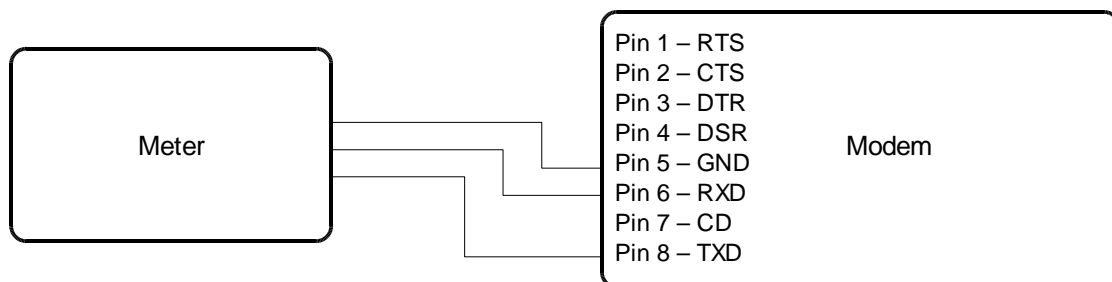 Meter
Pin 1 – RTS
Pin 2 – CTS
Pin 3 – DTR
Pin 4 – DSR
Pin 5 – GND
Pin 6 – RXD
Pin 7 – CD
Pin 8 – TXD
Modem